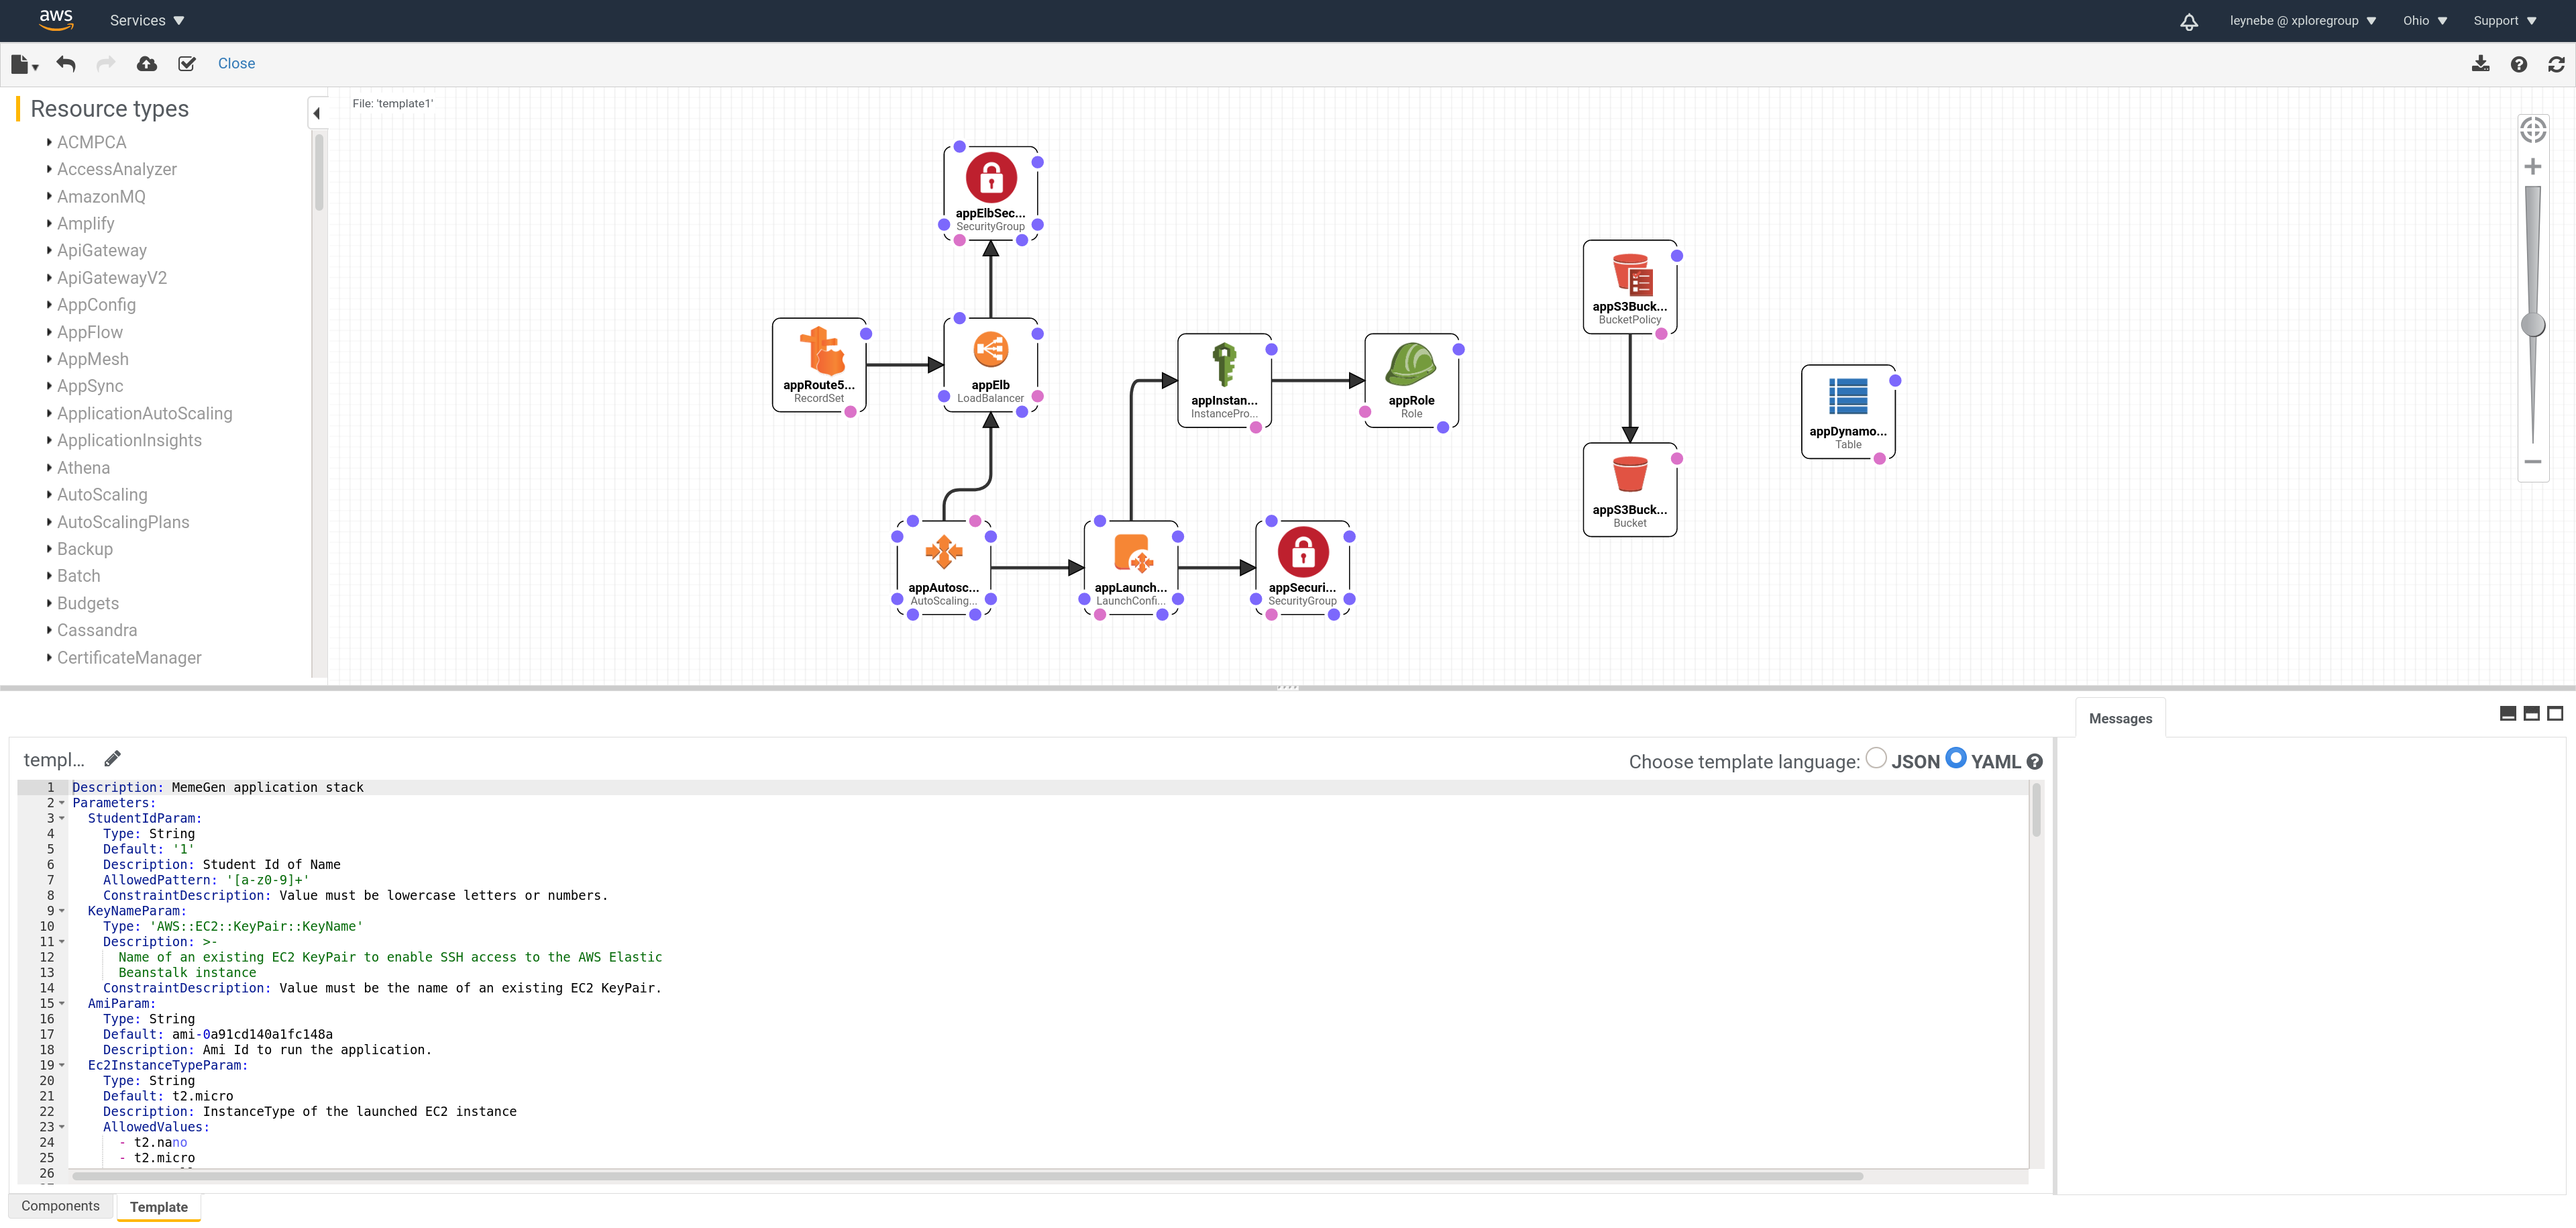 aws Services leynebe @ xploregroup Ohio Support
Close
Resource types
ACMPCA
AccessAnalyzer
AmazonMQ
Amplify
ApiGateway
ApiGatewayV2
AppConfig
AppFlow
AppMesh
AppSync
ApplicationAutoScaling
ApplicationInsights
Athena
AutoScaling
AutoScalingPlans
Backup
Batch
Budgets
Cassandra
CertificateManager
File: 'template1'
appElbSec...
SecurityGroup
appRoute5...
RecordSet
appElb
LoadBalancer
appInstan...
InstancePro...
appRole
Role
appS3Buck...
BucketPolicy
appS3Buck...
Bucket
appDynamo...
Table
appAutosc...
AutoScaling...
appLaunch...
LaunchConfi...
appSecuri...
SecurityGroup
Messages
templ...
Choose template language: JSON YAML
1 Description: MemeGen application stack
2 Parameters:
3 StudentIdParam:
4 Type: String
5 Default: '1'
6 Description: Student Id of Name
7 AllowedPattern: '[a-z0-9]+'
8 ConstraintDescription: Value must be lowercase letters or numbers.
9 KeyNameParam:
10 Type: 'AWS::EC2::KeyPair::KeyName'
11 Description: >-
12 Name of an existing EC2 KeyPair to enable SSH access to the AWS Elastic
13 Beanstalk instance
14 ConstraintDescription: Value must be the name of an existing EC2 KeyPair.
15 AmiParam:
16 Type: String
17 Default: ami-0a91cd140a1fc148a
18 Description: Ami Id to run the application.
19 Ec2InstanceTypeParam:
20 Type: String
21 Default: t2.micro
22 Description: InstanceType of the launched EC2 instance
23 AllowedValues:
24 - t2.nano
25 - t2.micro
26
Components Template